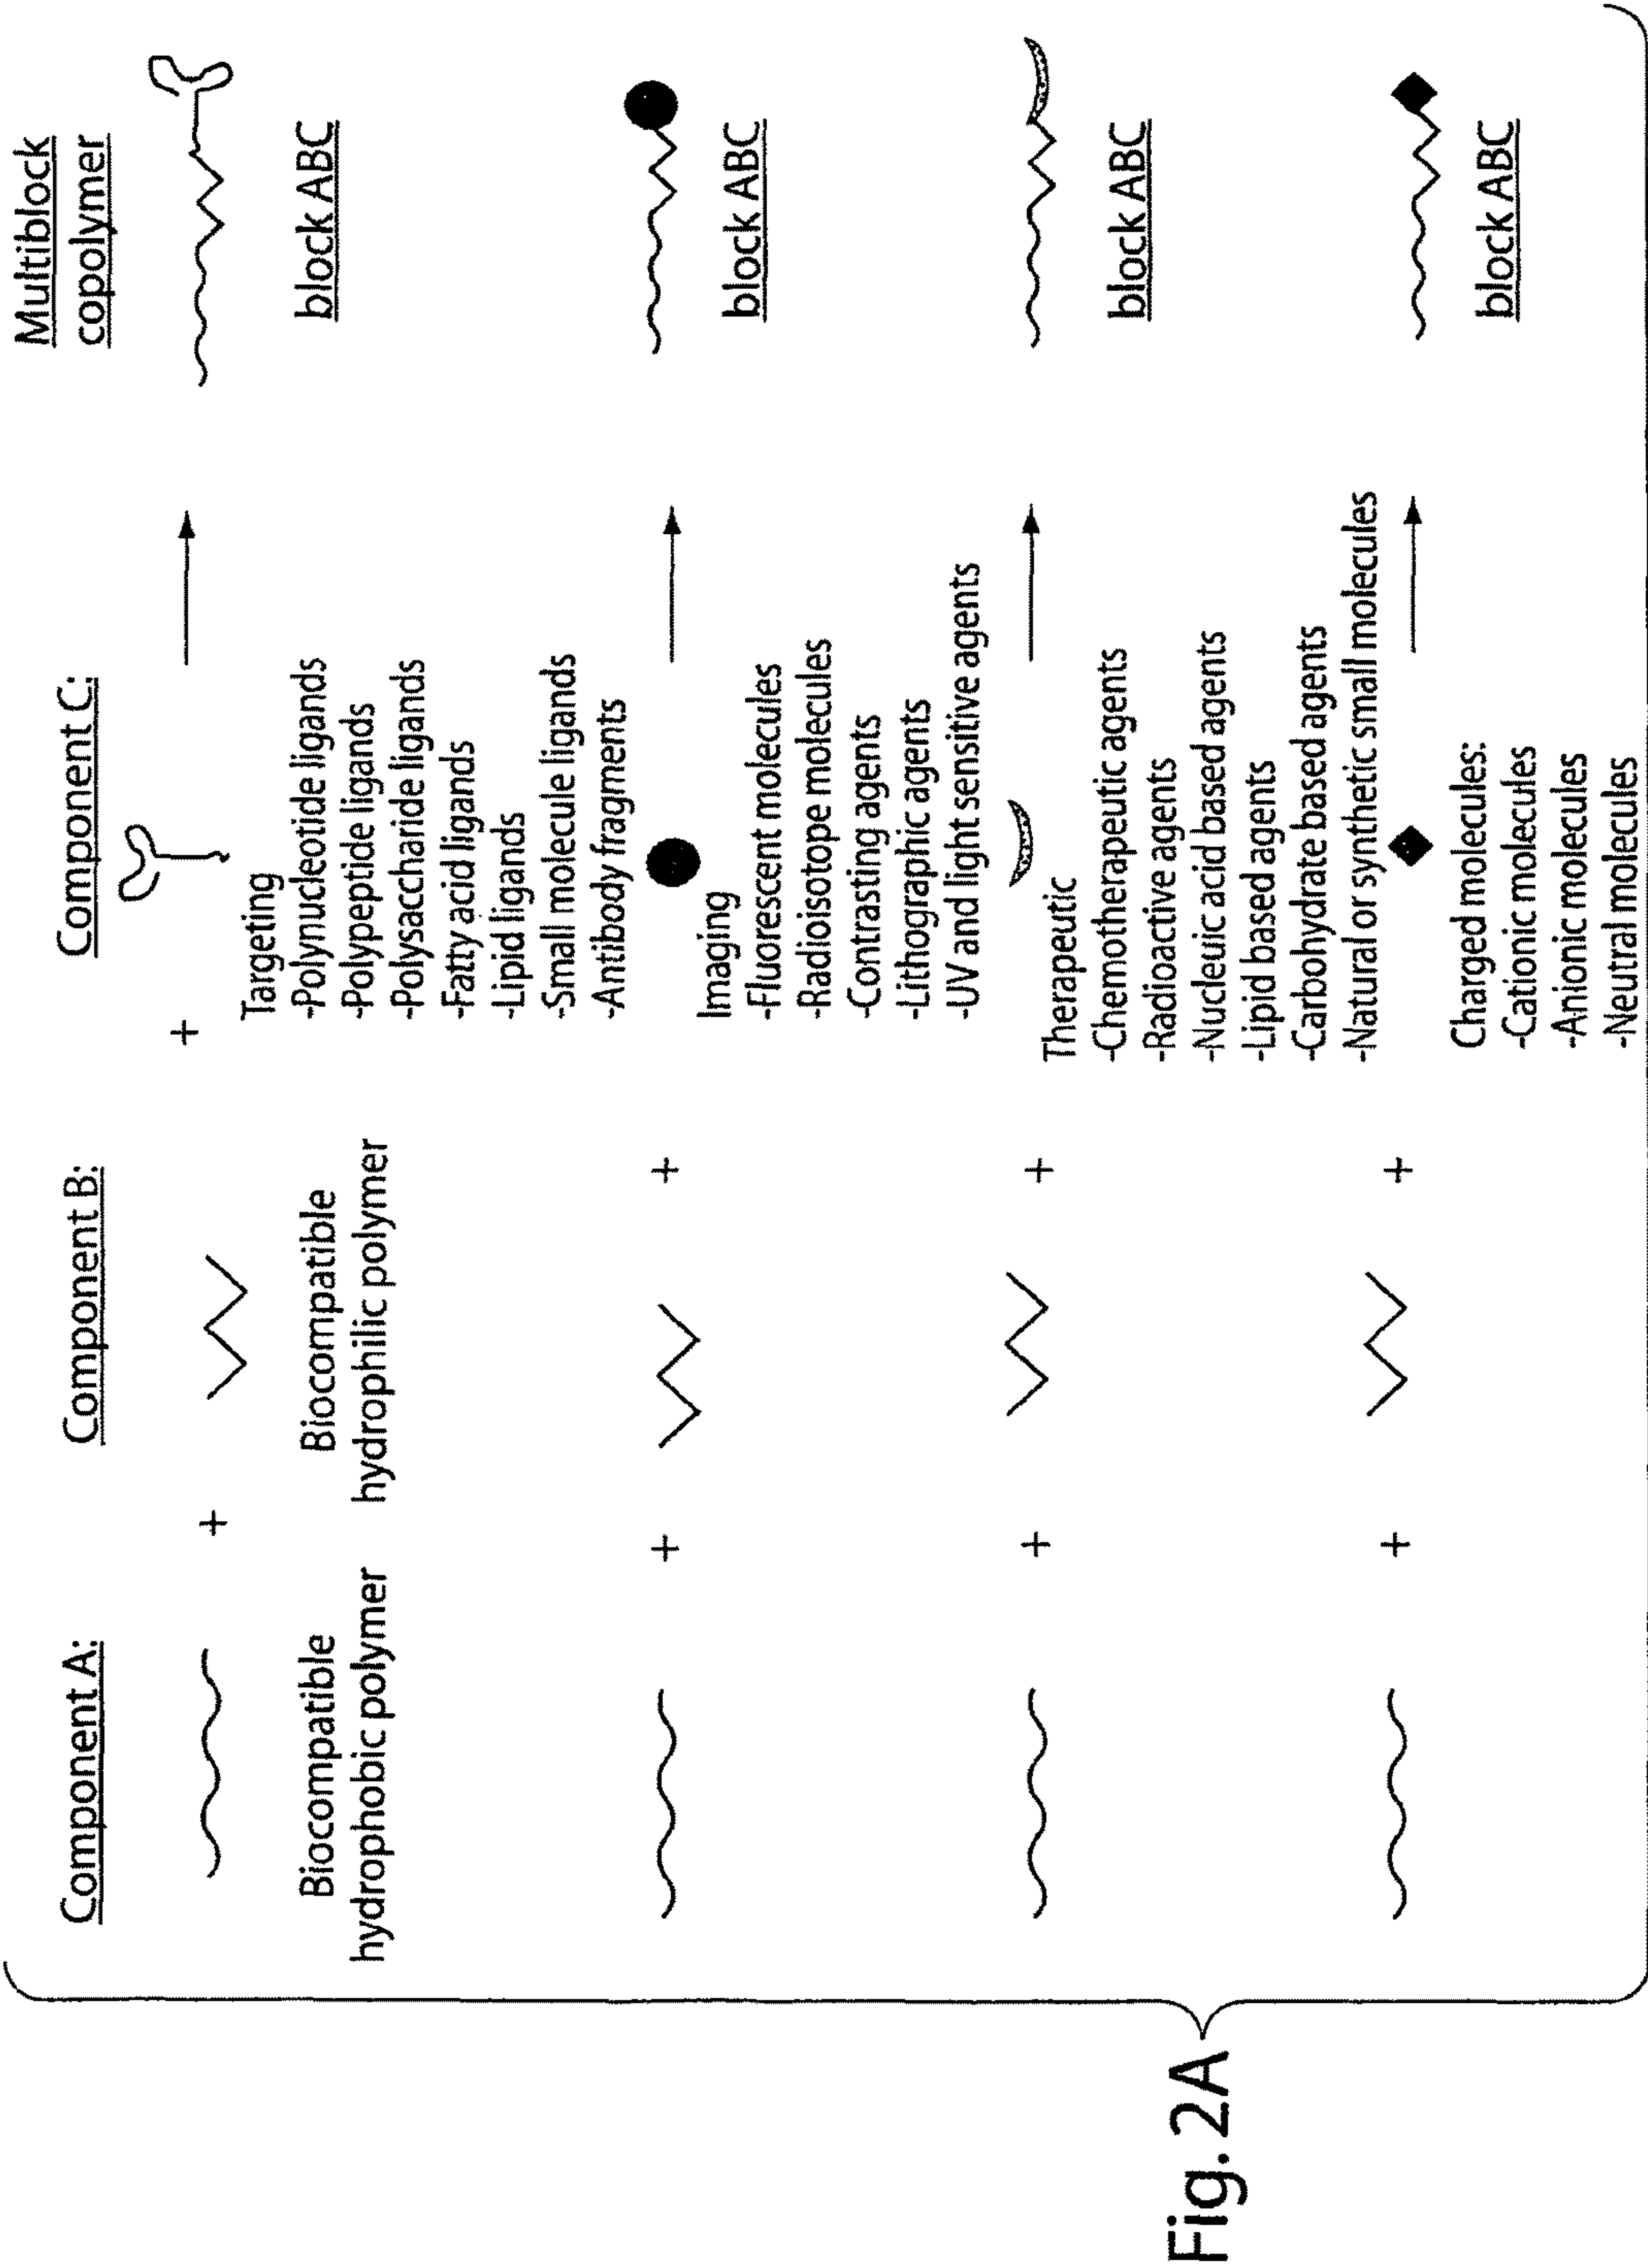 Component A:
Component B:
Component C:
Multiblock
copolymer
+
+
Biocompatible
hydrophobic polymer
Biocompatible
hydrophilic polymer
Targeting
-Polynucleotide ligands
-Polypeptide ligands
-Polysaccharide ligands
-Fatty acid ligands
-Lipid ligands
-Small molecule ligands
-Antibody fragments
block ABC
+
+
Imaging
-Fluorescent molecules
-Radioisotope molecules
-Contrasting agents
-Lithographic agents
-UV and light sensitive agents
block ABC
+
+
Therapeutic
-Chemotherapeutic agents
-Radioactive agents
-Nucleuic acid based agents
-Lipid based agents
-Carbohydrate based agents
-Natural or synthetic small molecules
block ABC
+
+
Charged molecules:
-Cationic molecules
-Anionic molecules
-Neutral molecules
block ABC
Fig. 2A